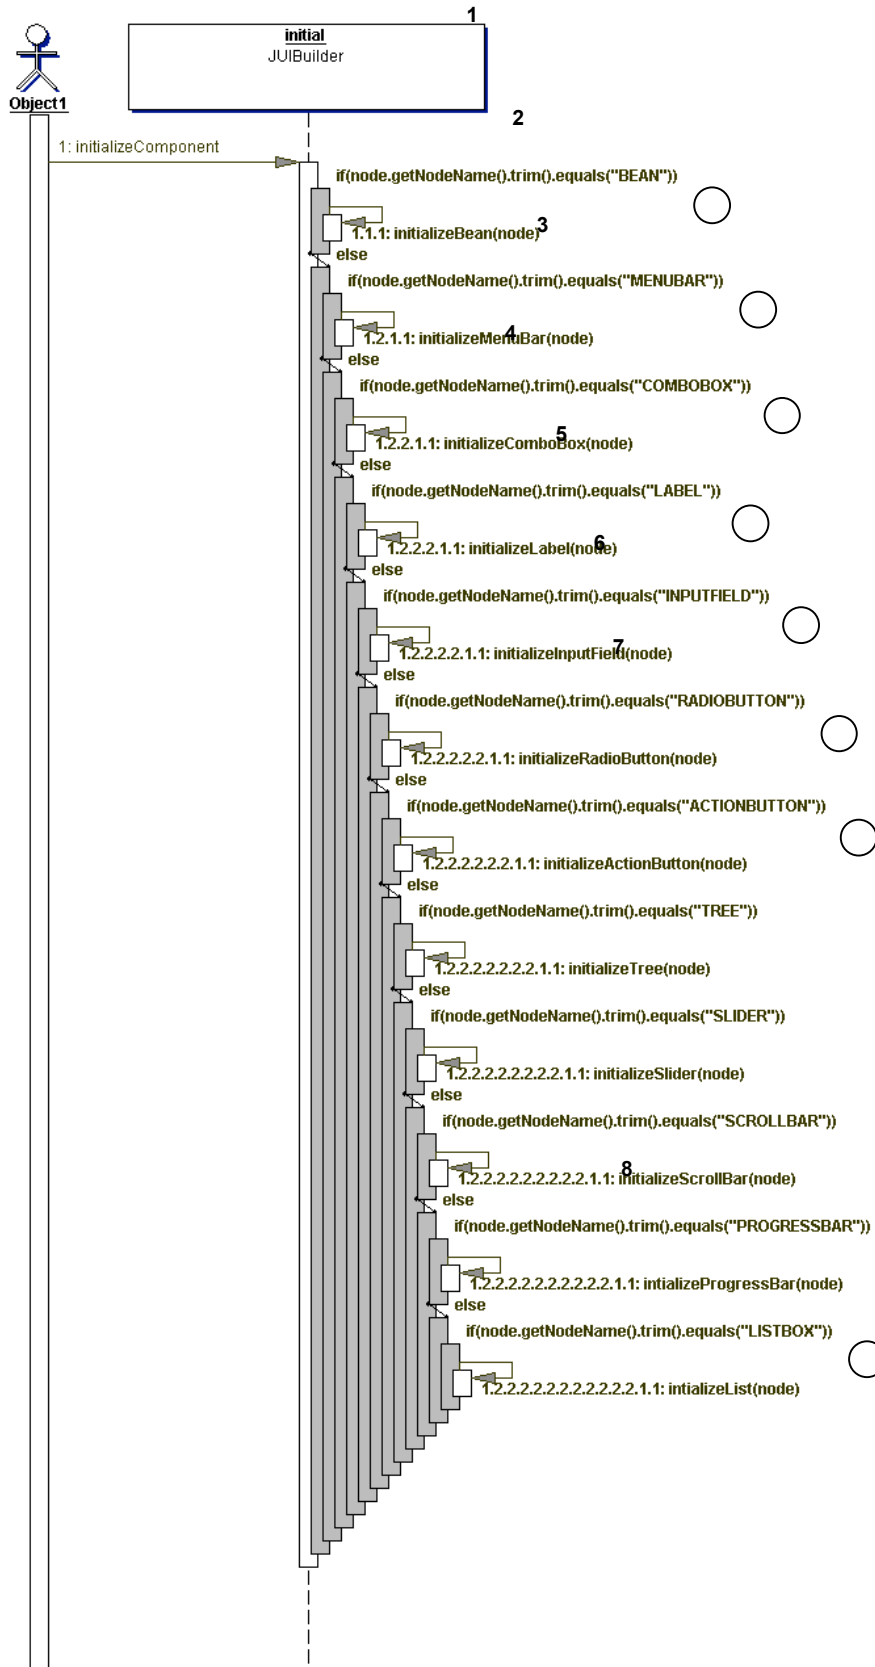 1
initial
JUIBuilder
Object1
2
1: initializeComponent
if(node.getNodeName().trim().equals("BEAN"))
3
1.1.1: initializeBean(node)
else
if(node.getNodeName().trim().equals("MENUBAR"))
4
1.2.1.1: initializeMenuBar(node)
else
if(node.getNodeName().trim().equals("COMBOBOX"))
5
1.2.2.1.1: initializeComboBox(node)
else
if(node.getNodeName().trim().equals("LABEL"))
6
1.2.2.2.1.1: initializeLabel(node)
else
if(node.getNodeName().trim().equals("INPUTFIELD"))
7
1.2.2.2.2.1.1: initializeInputField(node)
else
if(node.getNodeName().trim().equals("RADIOBUTTON"))
1.2.2.2.2.2.1.1: initializeRadioButton(node)
else
if(node.getNodeName().trim().equals("ACTIONBUTTON"))
1.2.2.2.2.2.2.1.1: initializeActionButton(node)
else
if(node.getNodeName().trim().equals("TREE"))
1.2.2.2.2.2.2.2.1.1: initializeTree(node)
else
if(node.getNodeName().trim().equals("SLIDER"))
1.2.2.2.2.2.2.2.2.1.1: initializeSlider(node)
else
if(node.getNodeName().trim().equals("SCROLLBAR"))
8
1.2.2.2.2.2.2.2.2.2.1.1: initializeScrollBar(node)
else
if(node.getNodeName().trim().equals("PROGRESSBAR"))
1.2.2.2.2.2.2.2.2.2.2.1.1: intializeProgressBar(node)
else
if(node.getNodeName().trim().equals("LISTBOX"))
1.2.2.2.2.2.2.2.2.2.2.2.1.1: intializeList(node)